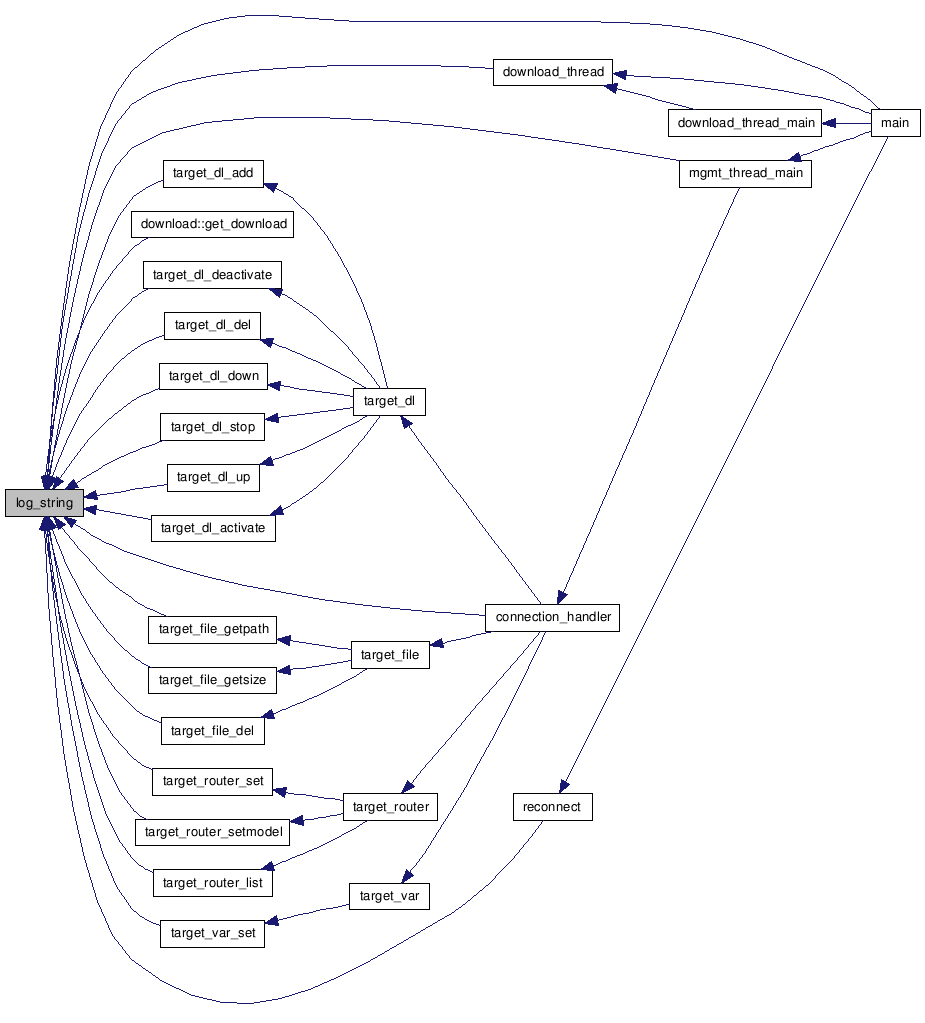 download_thread
download_thread_main
main
mgmt_thread_main
target_dl_add
download::get_download
target_dl_deactivate
target_dl_del
target_dl_down
target_dl
target_dl_stop
target_dl_up
log_string
target_dl_activate
connection_handler
target_file_getpath
target_file
target_file_getsize
target_file_del
target_router_set
target_router
reconnect
target_router_setmodel
target_router_list
target_var
target_var_set